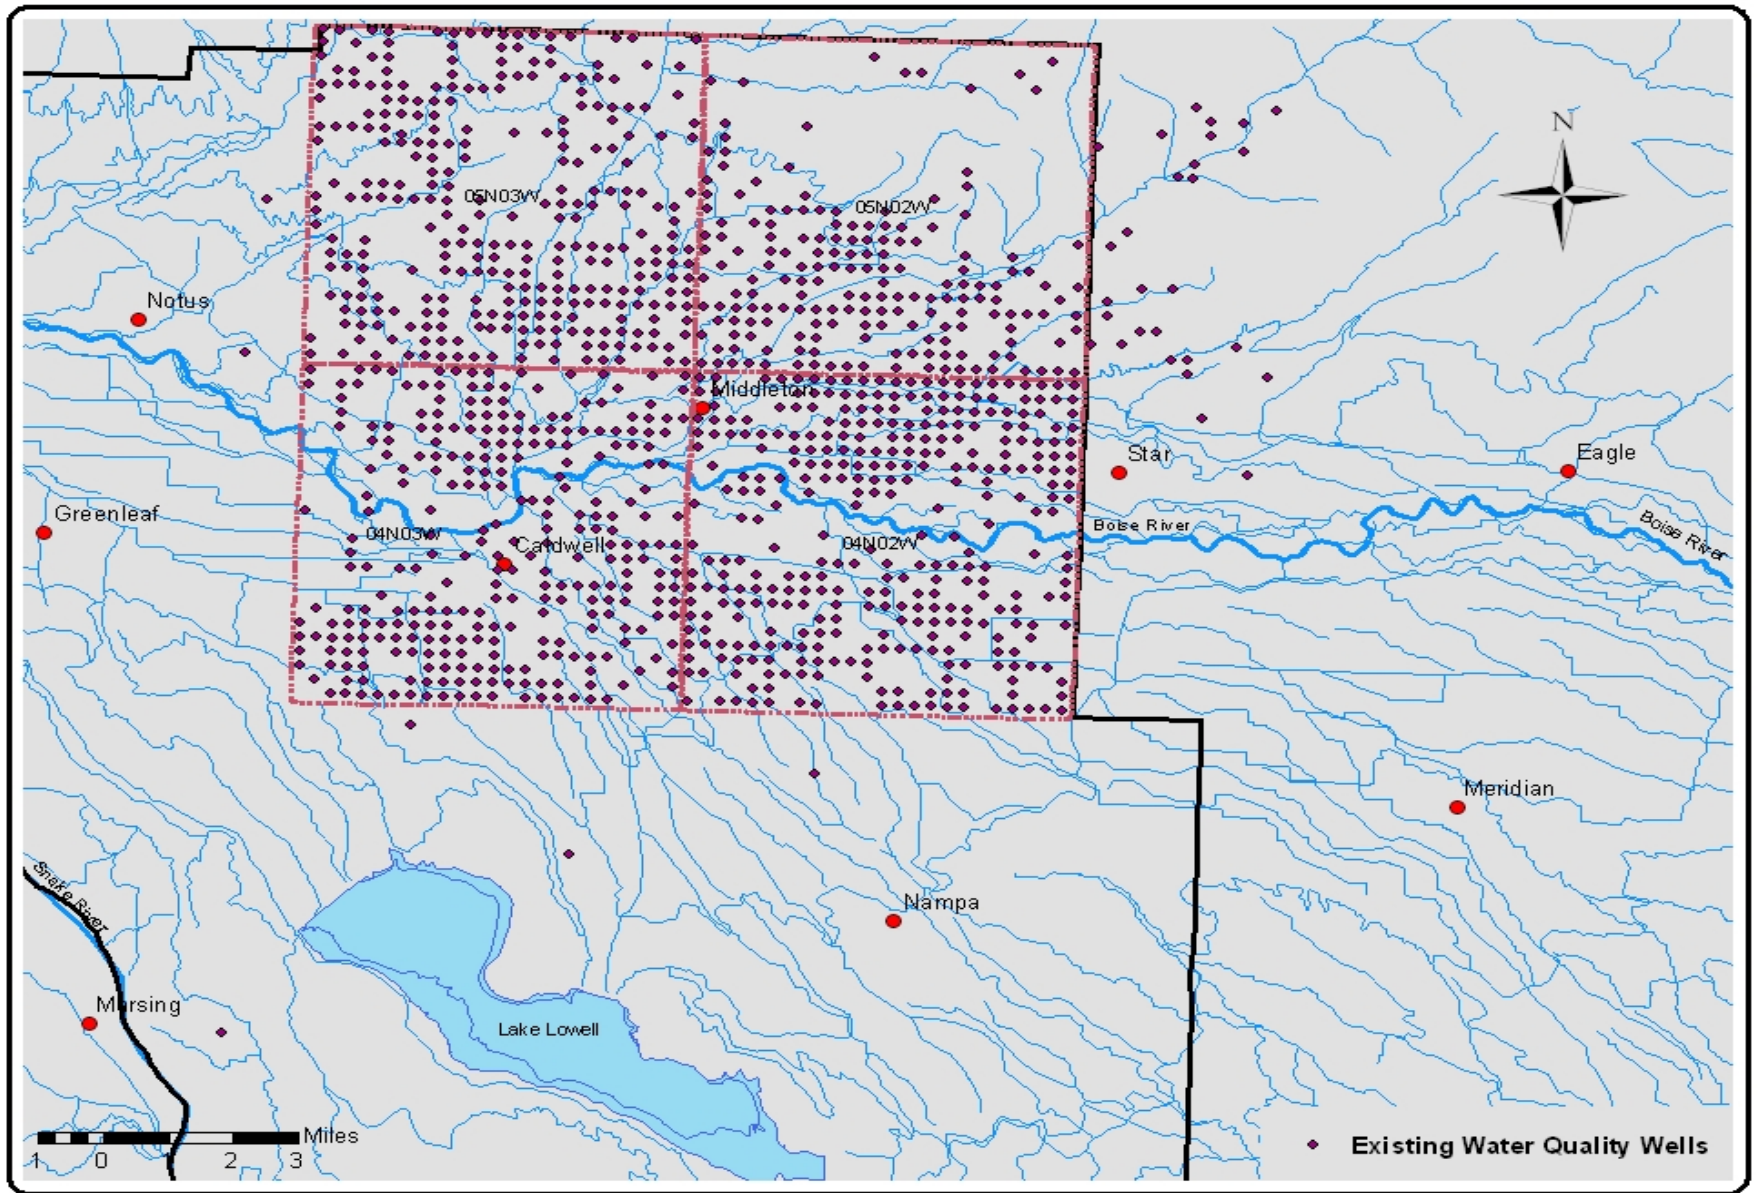 N
05N03W
05N02W
Notus
Middleton
Star
Eagle
Greenleaf
Boise River
Boise River
04N03W
Caldwell
04N02W
Meridian
Snake River
Nampa
Marsing
Lake Lowell
Miles
1 0 1 2 3
Existing Water Quality Wells